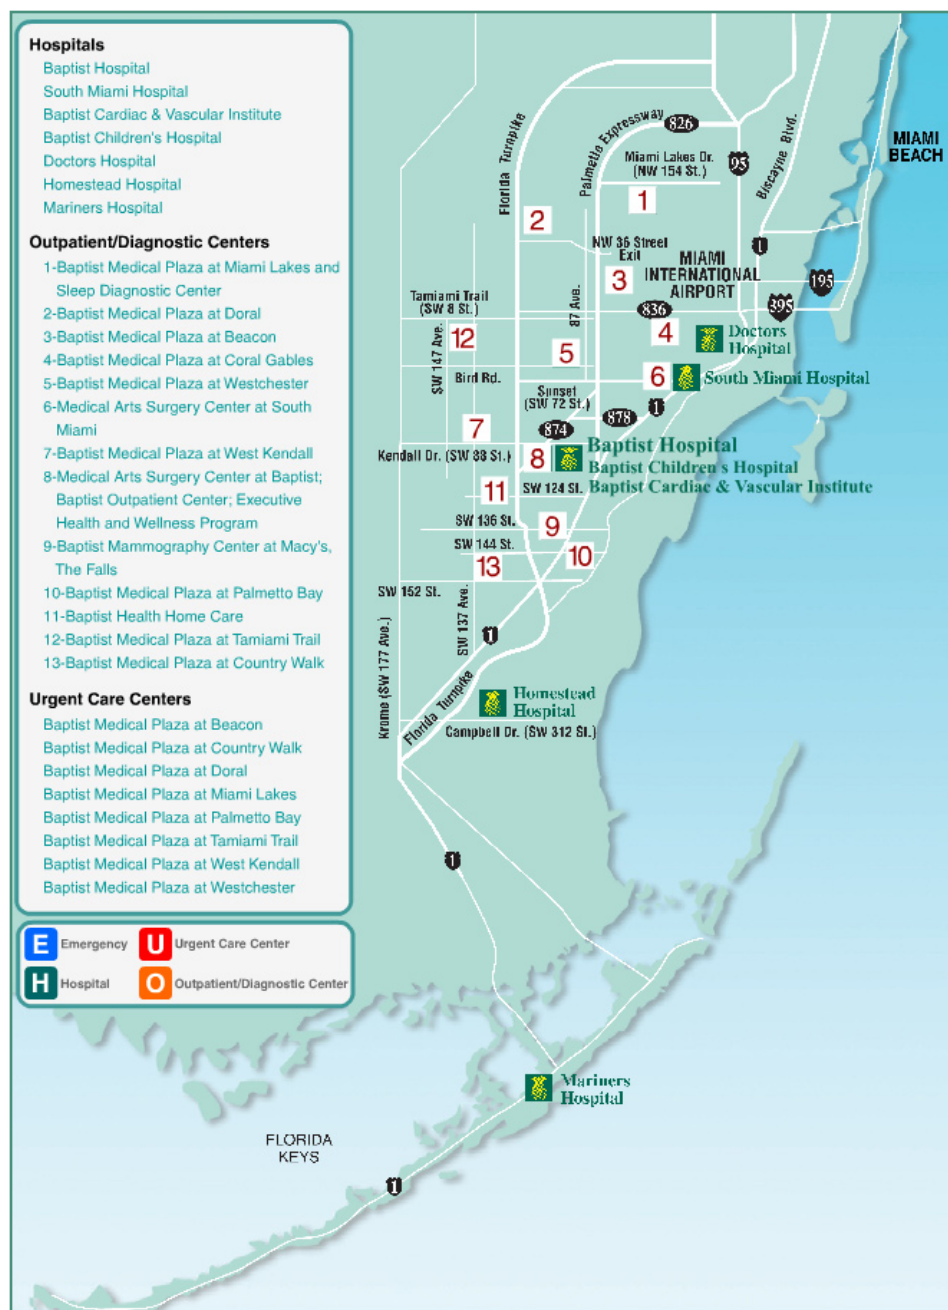 Hospitals
Baptist Hospital
South Miami Hospital
Baptist Cardiac & Vascular Institute
Baptist Children's Hospital
Doctors Hospital
Homestead Hospital
Mariners Hospital
Outpatient/Diagnostic Centers
1-Baptist Medical Plaza at Miami Lakes and
Sleep Diagnostic Center
2-Baptist Medical Plaza at Doral
3-Baptist Medical Plaza at Beacon
4-Baptist Medical Plaza at Coral Gables
5-Baptist Medical Plaza at Westchester
6-Medical Arts Surgery Center at South
Miami
7-Baptist Medical Plaza at West Kendall
8-Medical Arts Surgery Center at Baptist;
Baptist Outpatient Center; Executive
Health and Wellness Program
9-Baptist Mammography Center at Macy's,
The Falls
10-Baptist Medical Plaza at Palmetto Bay
11-Baptist Health Home Care
12-Baptist Medical Plaza at Tamiami Trail
13-Baptist Medical Plaza at Country Walk
Urgent Care Centers
Baptist Medical Plaza at Beacon
Baptist Medical Plaza at Country Walk
Baptist Medical Plaza at Doral
Baptist Medical Plaza at Miami Lakes
Baptist Medical Plaza at Palmetto Bay
Baptist Medical Plaza at Tamiami Trail
Baptist Medical Plaza at West Kendall
Baptist Medical Plaza at Westchester
E Emergency
U Urgent Care Center
H Hospital
O Outpatient/Diagnostic Center
Florida Turnpike
Palmetto Expressway
826
95
Biscayne Blvd.
MIAMI
BEACH
Miami Lakes Dr.
(NW 154 St.)
1
2
NW 36 Street
Exit
1
3
MIAMI
INTERNATIONAL
AIRPORT
195
395
836
87 Ave.
Tamiami Trail
(SW 8 St.)
SW 147 Ave.
12
4
Doctors
Hospital
5
Bird Rd.
6
South Miami Hospital
Sunset
(SW 72 St.)
1
878
874
7
Kendall Dr. (SW 88 St.)
8
Baptist Hospital
Baptist Children's Hospital
Baptist Cardiac & Vascular Institute
11
SW 124 St.
SW 136 St.
9
SW 144 St.
10
13
SW 152 St.
SW 137 Ave.
1
Krome (SW 177 Ave.)
Florida Turnpike
Homestead
Hospital
Campbell Dr. (SW 312 St.)
1
Mariners
Hospital
FLORIDA
KEYS
1